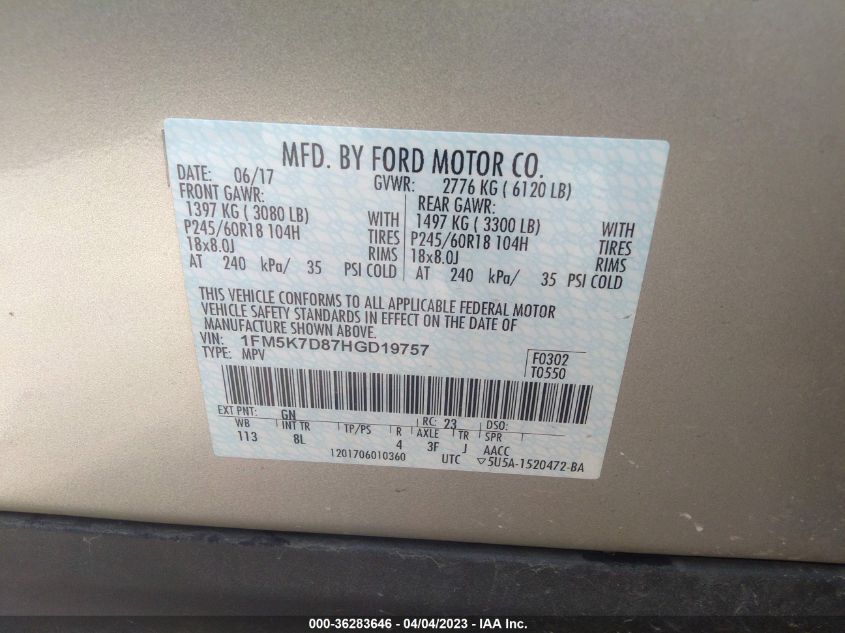 MFD. BY FORD MOTOR CO.
DATE: 06/17 GVWR: 2776 KG ( 6120 LB)
FRONT GAWR: REAR GAWR:
1397 KG ( 3080 LB) WITH 1497 KG ( 3300 LB) WITH
P245/60R18 104H TIRES P245/60R18 104H TIRES
18x8.0J RIMS 18x8.0J RIMS
AT 240 kPa/ 35 PSI COLD AT 240 kPa/ 35 PSI COLD
THIS VEHICLE CONFORMS TO ALL APPLICABLE FEDERAL MOTOR
VEHICLE SAFETY STANDARDS IN EFFECT ON THE DATE OF
MANUFACTURE SHOWN ABOVE.
VIN: 1FM5K7D87HGD19757
TYPE: MPV
F0302
T0550
EXT PNT: GN RC: 23 DSO:
WB INT TR TP/PS R AXLE TR SPR
113 8L 4 3F J AACC
1201706010360 UTC ▽5U5A-1520472-BA
000-36283646 - 04/04/2023 - IAA Inc.